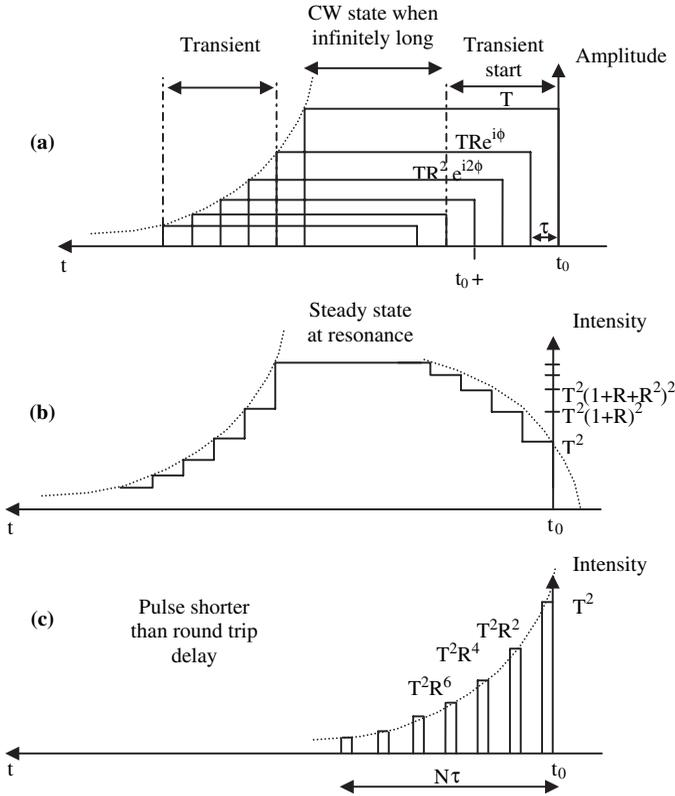 CW state when
infinitely long
Transient
Transient
start
Amplitude
T
(a)
TRe^{iϕ}
TR^2 e^{i2ϕ}
τ
t
t_0 +
t_0
Steady state
at resonance
Intensity
T^2(1+R+R^2)^2
(b)
T^2(1+R)^2
T^2
t
t_0
Intensity
(c)
Pulse shorter
than round trip
delay
T^2
T^2R^2
T^2R^4
T^2R^6
t
t_0
Nτ